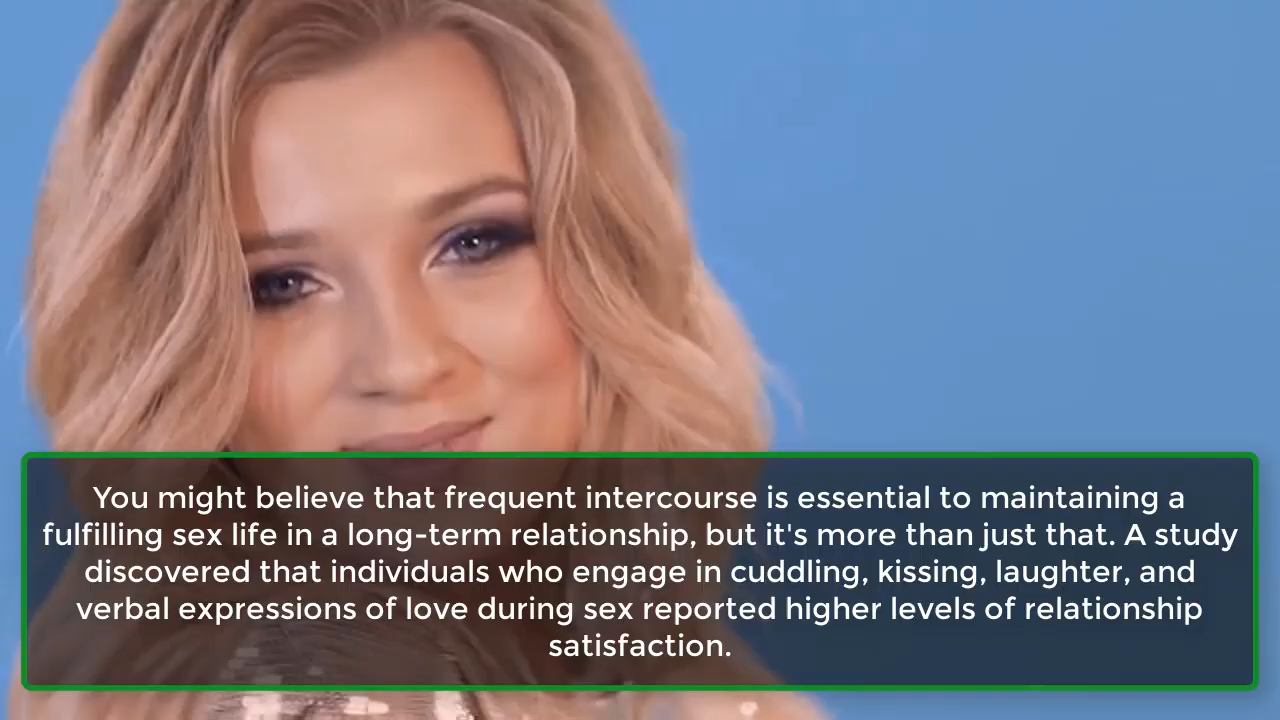 You might believe that frequent intercourse is essential to maintaining a
fulfilling sex life in a long-term relationship, but it's more than just that. A study
discovered that individuals who engage in cuddling, kissing, laughter, and
verbal expressions of love during sex reported higher levels of relationship
satisfaction.